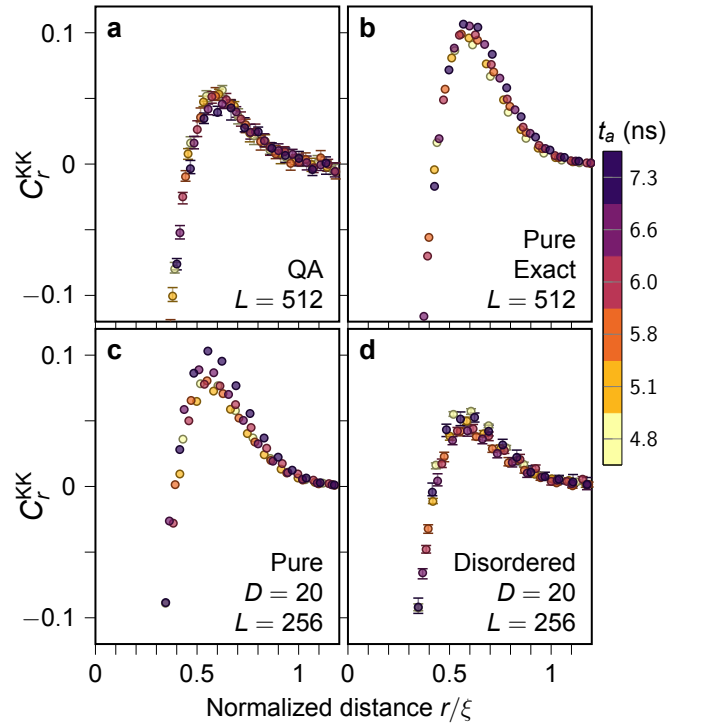 a
b
0.1
0
−0.1
C_r^KK
QA
L = 512
Pure
Exact
L = 512
t_a (ns)
7.3
6.6
6.0
5.8
5.1
4.8
c
d
0.1
0
−0.1
C_r^KK
Pure
D = 20
L = 256
Disordered
D = 20
L = 256
0 0.5 1 0 0.5 1
Normalized distance r/ξ